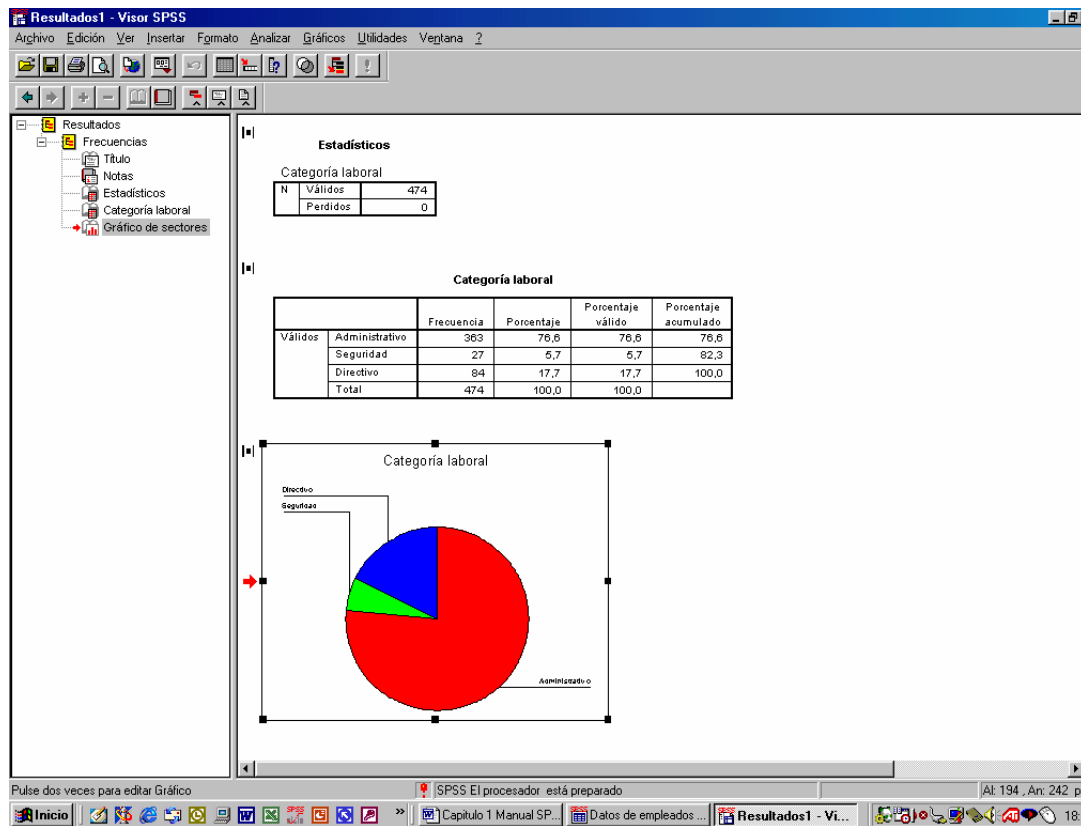 Resultados1 - Visor SPSS
Archivo Edición Ver Insertar Formato Analizar Gráficos Utilidades Ventana ?
Resultados
Frecuencias
Título
Notas
Estadísticos
Categoría laboral
Gráfico de sectores
Estadísticos
Categoría laboral
N Válidos 474
Perdidos 0
Categoría laboral
Frecuencia Porcentaje Porcentaje válido Porcentaje acumulado
Válidos Administrativo 363 76,6 76,6 76,6
Seguridad 27 5,7 5,7 82,3
Directivo 84 17,7 17,7 100,0
Total 474 100,0 100,0
Categoría laboral
Directivo
Seguridad
Administrativo
Pulse dos veces para editar Gráfico SPSS El procesador está preparado Al: 194 , An: 242 p
Inicio » Capitulo 1 Manual SP... Datos de empleados ... Resultados1 - Vi... 18: